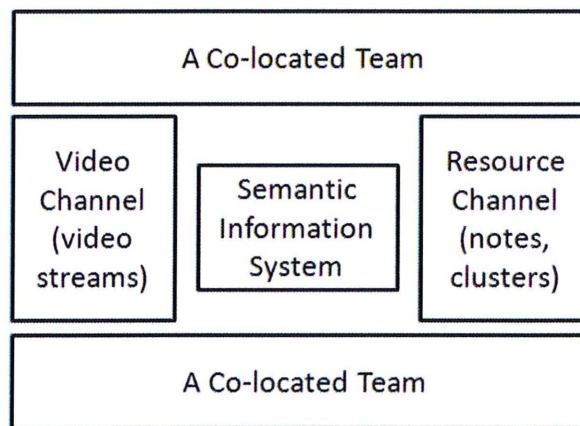 A Co-located Team
Video
Channel
(video
streams)
Semantic
Information
System
Resource
Channel
(notes,
clusters)
A Co-located Team